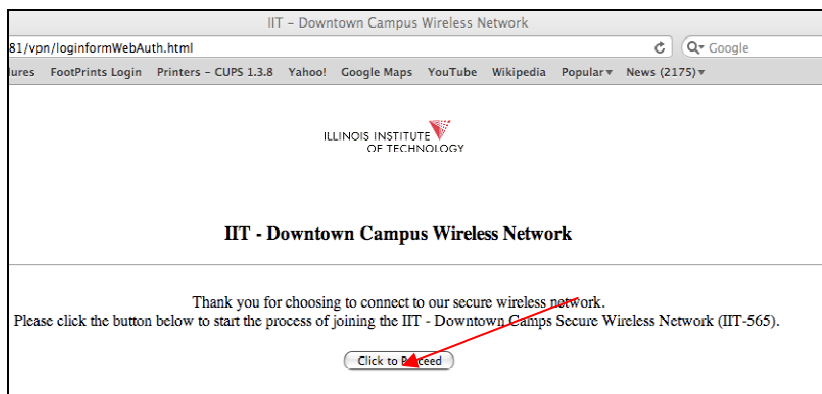 IIT – Downtown Campus Wireless Network
81/vpn/loginformWebAuth.html Google
lures FootPrints Login Printers – CUPS 1.3.8 Yahoo! Google Maps YouTube Wikipedia Popular News (2175)
ILLINOIS INSTITUTE
OF TECHNOLOGY
IIT - Downtown Campus Wireless Network
Thank you for choosing to connect to our secure wireless network.
Please click the button below to start the process of joining the IIT - Downtown Camps Secure Wireless Network (IIT-565).
Click to Proceed